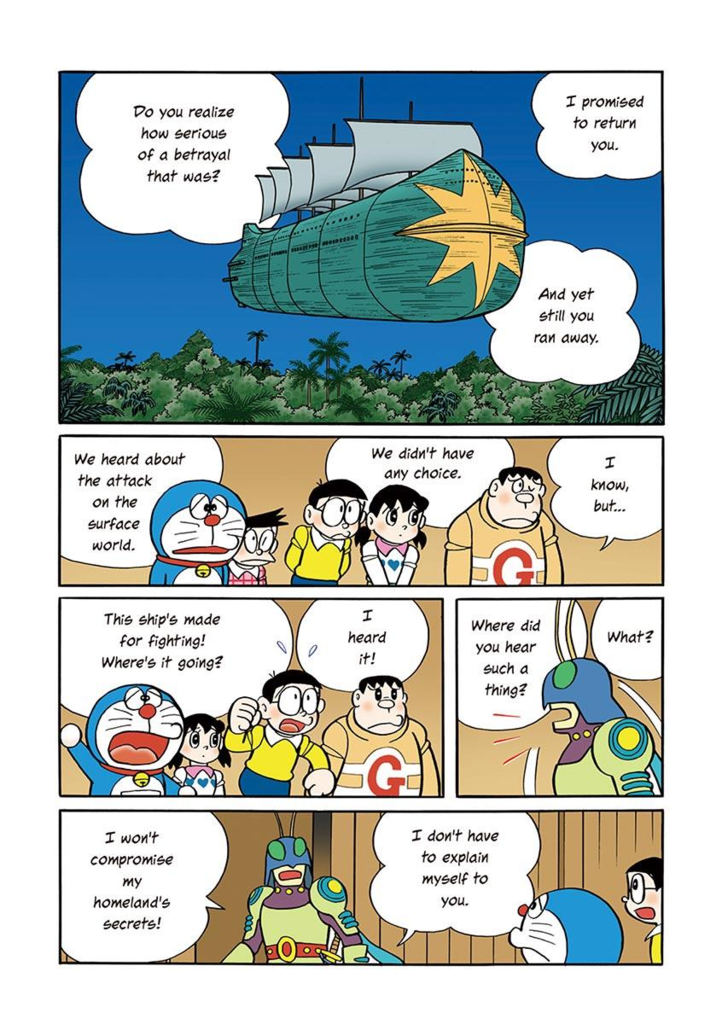 I promised
to return
you.
And yet
still you
ran away.
Do you realize
how serious
of a betrayal
that was?
I
know,
but...
We didn't have
any choice.
We heard about
the attack
on the
surface
world.
G
What?
Where did
you hear
such a
thing?
I
heard
it!
This ship's made
for fighting!
Where's it going?
G
I don't have
to explain
myself to
you.
I won't
compromise
my
homeland's
secrets!